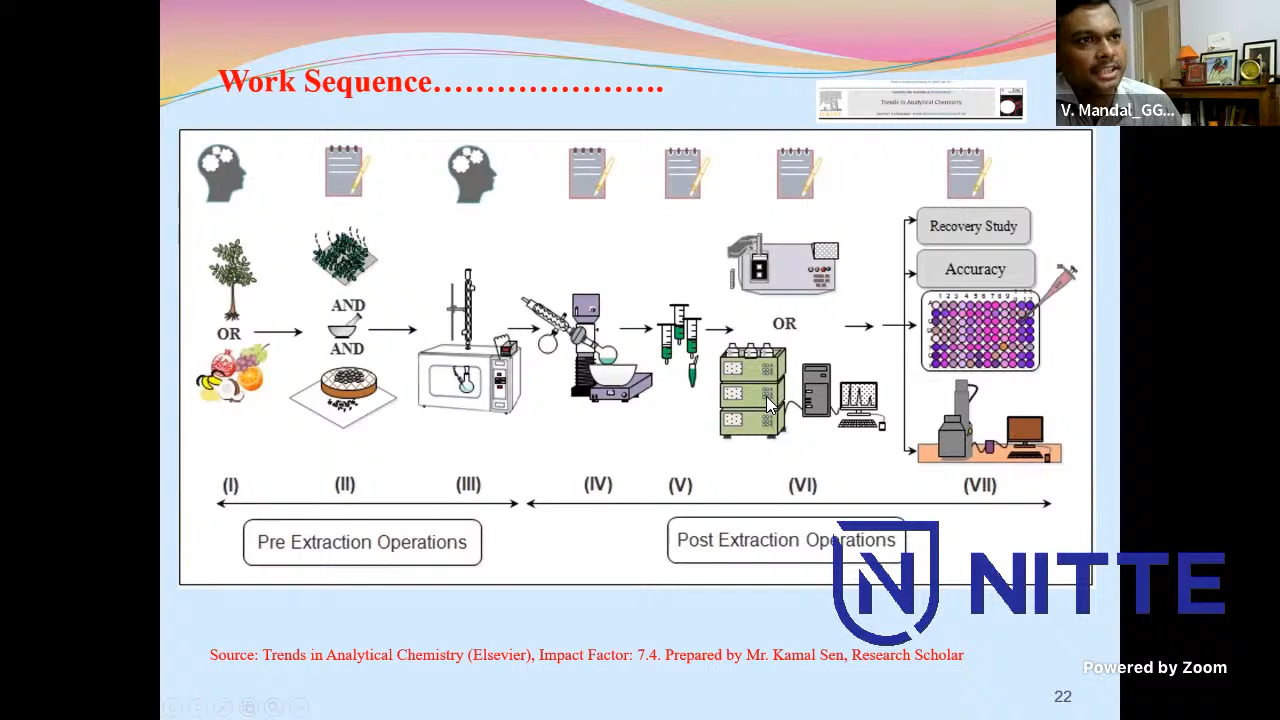 Work Sequence…………………..
Trends in Analytical Chemistry
V. Mandal_GG...
Recovery Study
AND
Accuracy
OR
AND
OR
(I)
(II)
(III)
(IV)
(V)
(VI)
(VII)
Pre Extraction Operations
Post Extraction Operations
N NITTE
Source: Trends in Analytical Chemistry (Elsevier), Impact Factor: 7.4. Prepared by Mr. Kamal Sen, Research Scholar
Powered by Zoom
22